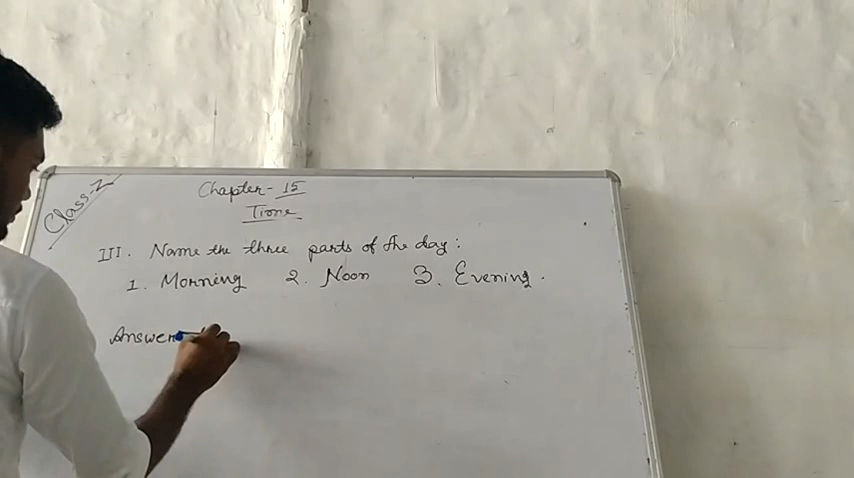 Class-2
Chapter-15
Time
III. Name the three parts of the day:
1. Morning 2. Noon 3. Evening.
Answer